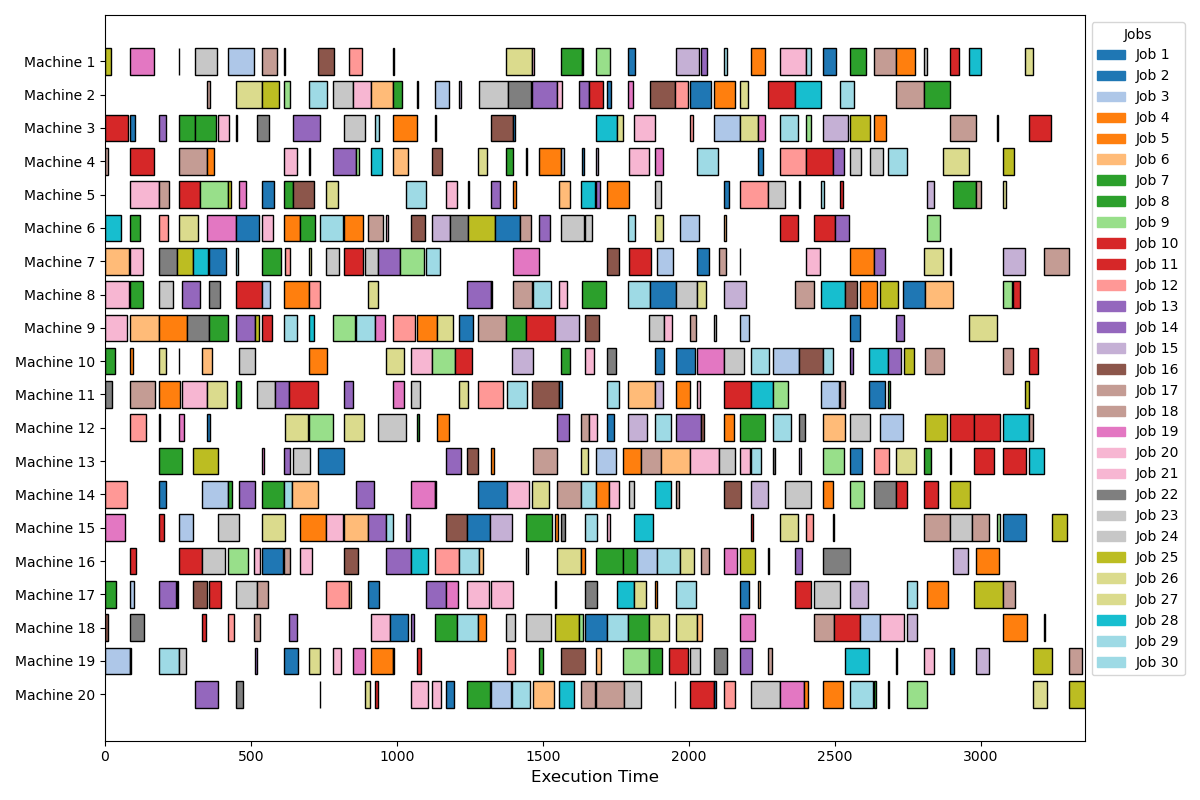 Machine 1
Machine 2
Machine 3
Machine 4
Machine 5
Machine 6
Machine 7
Machine 8
Machine 9
Machine 10
Machine 11
Machine 12
Machine 13
Machine 14
Machine 15
Machine 16
Machine 17
Machine 18
Machine 19
Machine 20
0 500 1000 1500 2000 2500 3000
Execution Time
Jobs
Job 1
Job 2
Job 3
Job 4
Job 5
Job 6
Job 7
Job 8
Job 9
Job 10
Job 11
Job 12
Job 13
Job 14
Job 15
Job 16
Job 17
Job 18
Job 19
Job 20
Job 21
Job 22
Job 23
Job 24
Job 25
Job 26
Job 27
Job 28
Job 29
Job 30